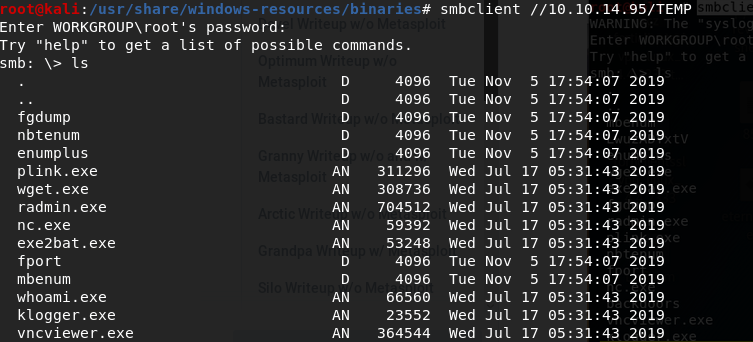 root@kali:/usr/share/windows-resources/binaries# smbclient //10.10.14.95/TEMP
Enter WORKGROUP\root's password:
Try "help" to get a list of possible commands.
smb: \> ls
  .                                   D     4096  Tue Nov  5 17:54:07 2019
  ..                                  D     4096  Tue Nov  5 17:54:07 2019
  fgdump                              D     4096  Tue Nov  5 17:54:07 2019
  nbtenum                             D     4096  Tue Nov  5 17:54:07 2019
  enumplus                            D     4096  Tue Nov  5 17:54:07 2019
  plink.exe                          AN   311296  Wed Jul 17 05:31:43 2019
  wget.exe                           AN   308736  Wed Jul 17 05:31:43 2019
  radmin.exe                         AN   704512  Wed Jul 17 05:31:43 2019
  nc.exe                             AN    59392  Wed Jul 17 05:31:43 2019
  exe2bat.exe                        AN    53248  Wed Jul 17 05:31:43 2019
  fport                               D     4096  Tue Nov  5 17:54:07 2019
  mbenum                              D     4096  Tue Nov  5 17:54:07 2019
  whoami.exe                         AN    66560  Wed Jul 17 05:31:43 2019
  klogger.exe                        AN    23552  Wed Jul 17 05:31:43 2019
  vncviewer.exe                      AN   364544  Wed Jul 17 05:31:43 2019
Optimum Writeup w/o
Metasploit
Bastard Writeup w/o
Granny Writeup w/o
Metasploit
Arctic Writeup w/o Metasploit
Grandpa Writeup w/ Metasploit
Silo Writeup w/o Metasploit
smbclie
WARNING: The "syslog
Enter WORKGROUP\root
Try "help" to get a
smb: \> ls
backdoors
vncviewer.exe